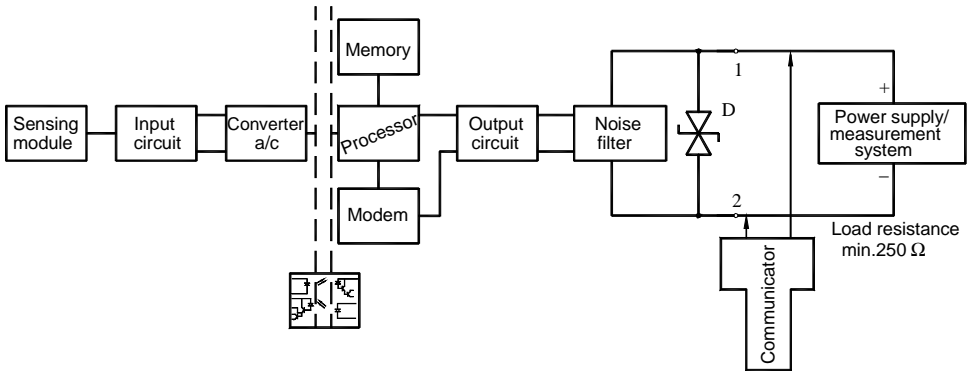 Memory
1
+
Sensing
module
Input
circuit
Converter
a/c
Processor
Output
circuit
Noise
filter
D
Power supply/
measurement
system
−
Modem
2
Load resistance
min.250 Ω
Communicator